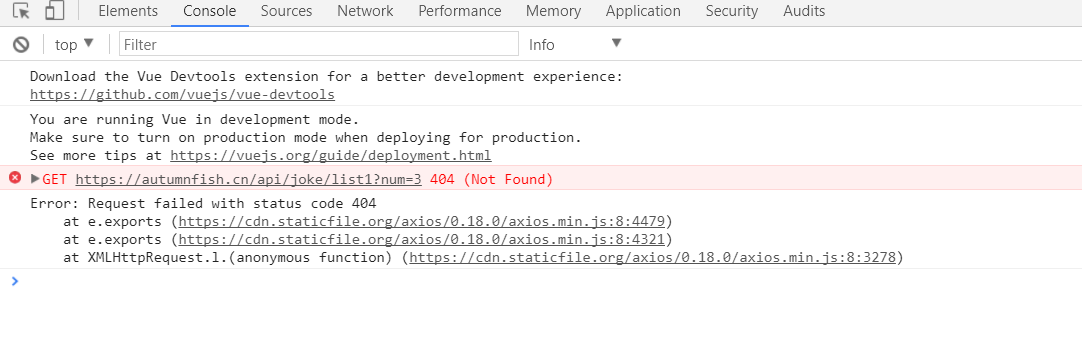 Elements Console Sources Network Performance Memory Application Security Audits
top Filter Info
Download the Vue Devtools extension for a better development experience:
https://github.com/vuejs/vue-devtools
You are running Vue in development mode.
Make sure to turn on production mode when deploying for production.
See more tips at https://vuejs.org/guide/deployment.html
GET https://autumnfish.cn/api/joke/list1?num=3 404 (Not Found)
Error: Request failed with status code 404
at e.exports (https://cdn.staticfile.org/axios/0.18.0/axios.min.js:8:4479)
at e.exports (https://cdn.staticfile.org/axios/0.18.0/axios.min.js:8:4321)
at XMLHttpRequest.l.(anonymous function) (https://cdn.staticfile.org/axios/0.18.0/axios.min.js:8:3278)